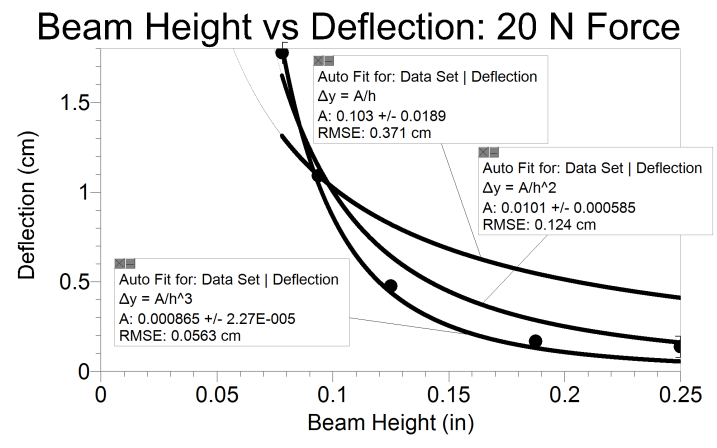 Beam Height vs Deflection: 20 N Force
Auto Fit for: Data Set | Deflection
Δy = A/h
A: 0.103 +/- 0.0189
RMSE: 0.371 cm
Auto Fit for: Data Set | Deflection
Δy = A/h^2
A: 0.0101 +/- 0.000585
RMSE: 0.124 cm
Auto Fit for: Data Set | Deflection
Δy = A/h^3
A: 0.000865 +/- 2.27E-005
RMSE: 0.0563 cm
Deflection (cm)
1.5
1
0.5
0
0
0.05
0.1
0.15
0.2
0.25
Beam Height (in)